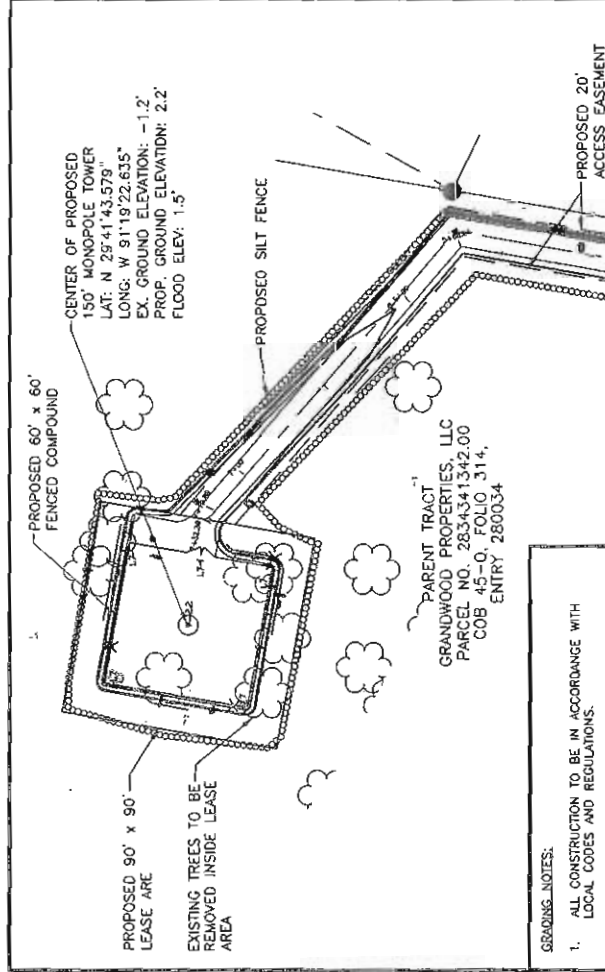 PROPOSED 60' x 60'
FENCED COMPOUND
CENTER OF PROPOSED
150' MONOPOLE TOWER
LAT: N 29°41'43.579"
LONG: W 91°19'22.635"
EX. GROUND ELEVATION: -1.2'
PROP. GROUND ELEVATION: 2.2'
FLOOD ELEV: 1.5'
PROPOSED SILT FENCE
PROPOSED 90' x 90'
LEASE ARE
EXISTING TREES TO BE
REMOVED INSIDE LEASE
AREA
PARENT TRACT
GRANDWOOD PROPERTIES, LLC
PARCEL NO. 2834341342.00
COB 45-O, FOLIO 314,
ENTRY 280034
PROPOSED 20'
ACCESS EASEMENT
GRADING NOTES:
1. ALL CONSTRUCTION TO BE IN ACCORDANCE WITH
LOCAL CODES AND REGULATIONS.